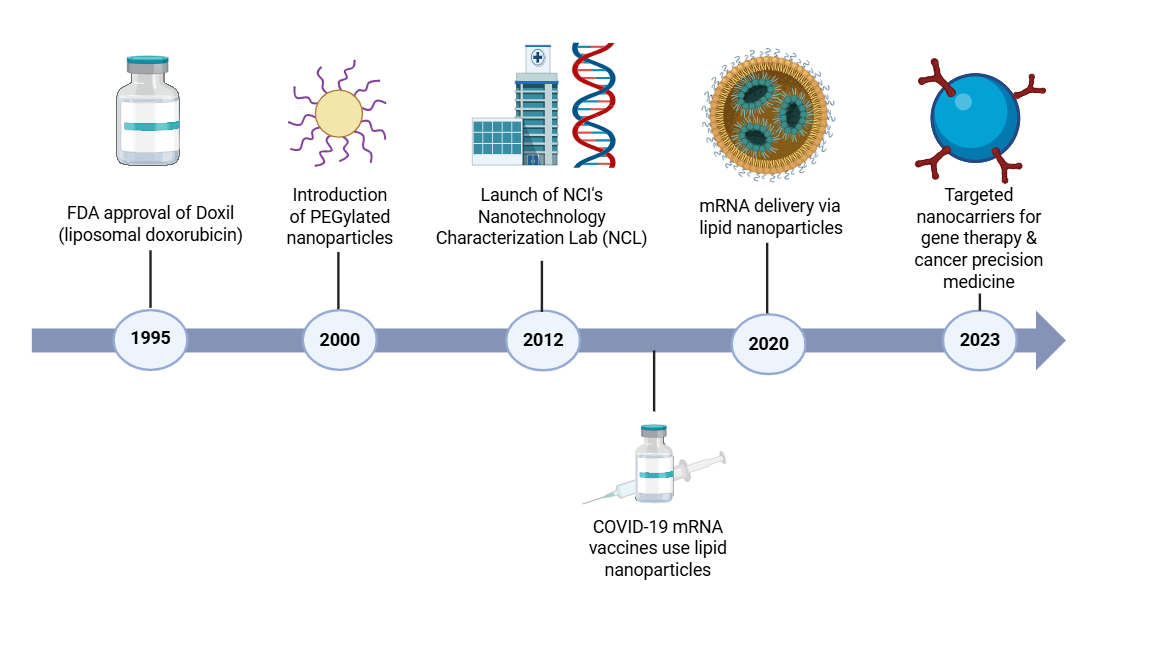 FDA approval of Doxil
(liposomal doxorubicin)
Introduction
of PEGylated
nanoparticles
Launch of NCI's
Nanotechnology
Characterization Lab (NCL)
mRNA delivery via
lipid nanoparticles
Targeted
nanocarriers for
gene therapy &
cancer precision
medicine
1995
2000
2012
2020
2023
COVID-19 mRNA
vaccines use lipid
nanoparticles